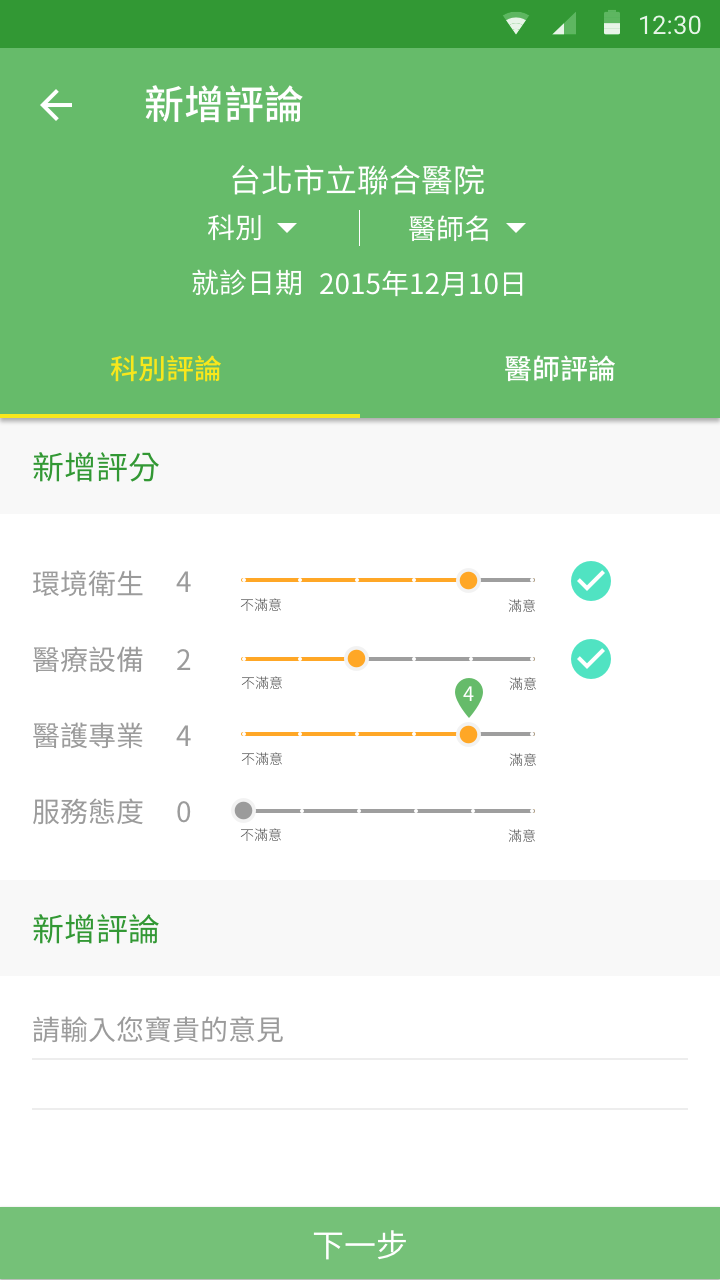 12:30
新增評論
台北市立聯合醫院
科別 醫師名
就診日期 2015年12月10日
科別評論 醫師評論
新增評分
環境衛生 4
不滿意 滿意
醫療設備 2
不滿意 滿意
4
醫護專業 4
不滿意 滿意
服務態度 0
不滿意 滿意
新增評論
請輸入您寶貴的意見
下一步